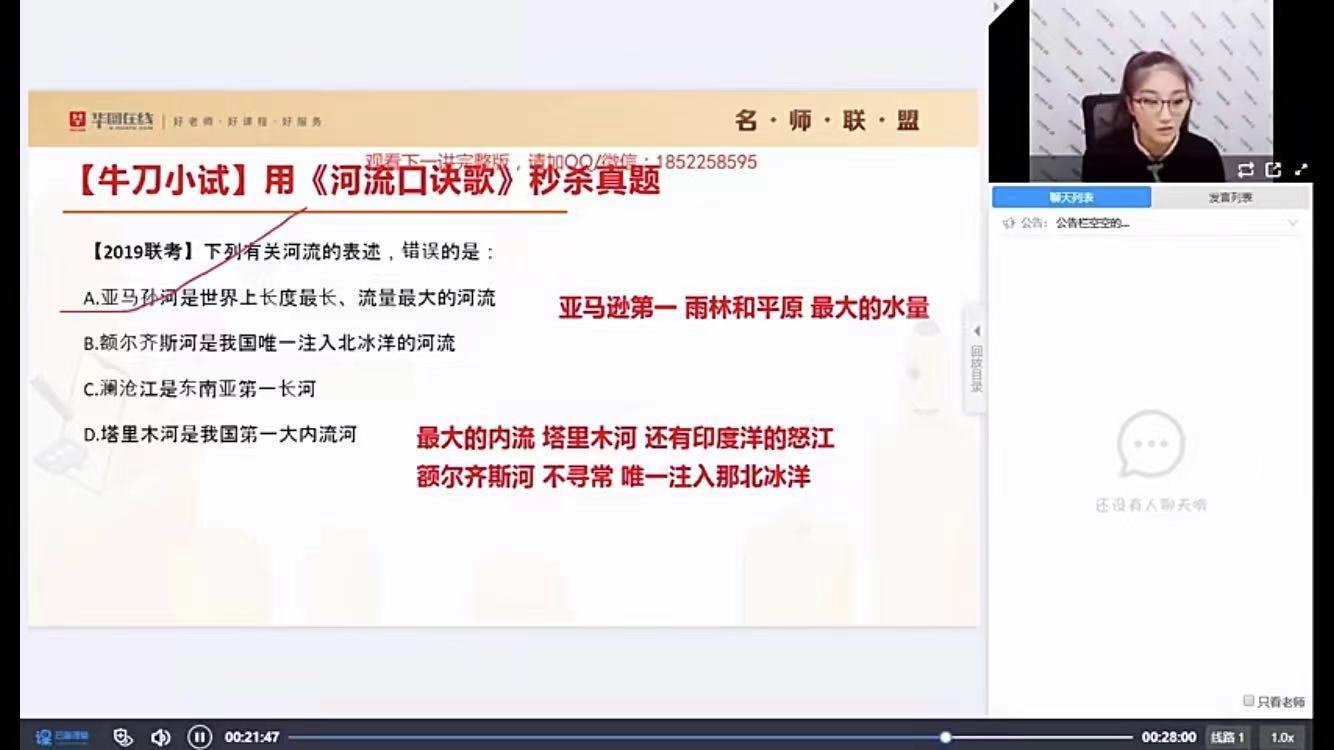 华图在线 | 好老师·好课程·好服务
名·师·联·盟
观看下一讲完整版，请加QQ/微信：1852258595
【牛刀小试】用《河流口诀歌》秒杀真题
【2019联考】下列有关河流的表述，错误的是：
A.亚马孙河是世界上长度最长、流量最大的河流
亚马逊第一 雨林和平原 最大的水量
B.额尔齐斯河是我国唯一注入北冰洋的河流
C.澜沧江是东南亚第一长河
D.塔里木河是我国第一大内流河
最大的内流 塔里木河 还有印度洋的怒江
额尔齐斯河 不寻常 唯一注入那北冰洋
回放目录
聊天列表
发言列表
公告： 公告栏空空的...
还没有人聊天哦
只看老师
00:21:47
00:28:00
线路 1
1.0x